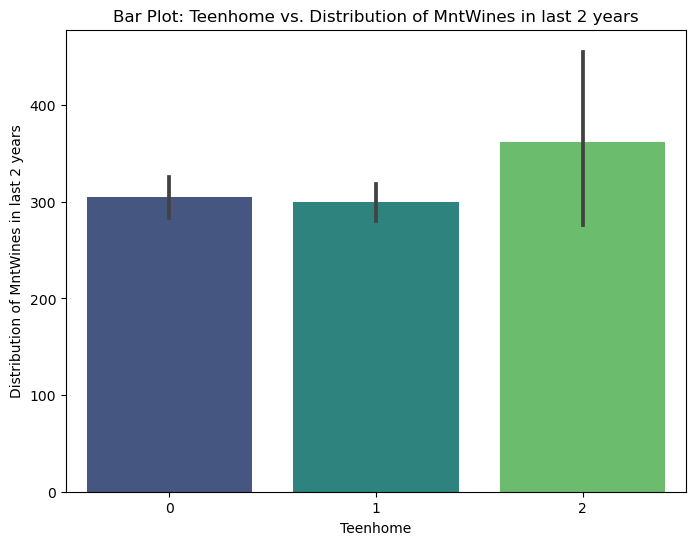 Bar Plot: Teenhome vs. Distribution of MntWines in last 2 years
Distribution of MntWines in last 2 years
400
300
200
100
0
0 1 2
Teenhome